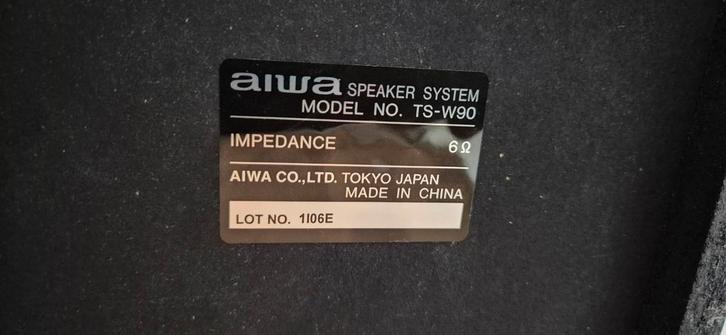 aiwa SPEAKER SYSTEM
MODEL NO. TS-W90
IMPEDANCE 6Ω
AIWA CO.,LTD. TOKYO JAPAN
MADE IN CHINA
LOT NO. 1I06E